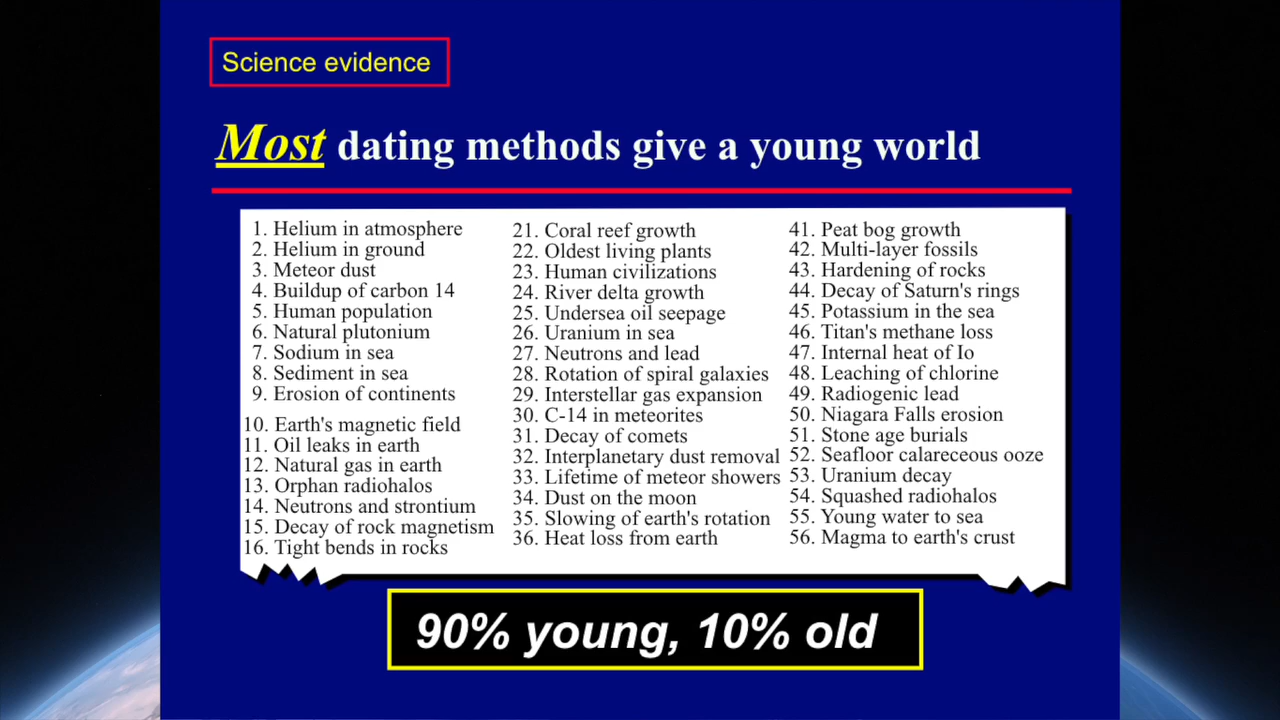 Science evidence
Most dating methods give a young world
1. Helium in atmosphere
2. Helium in ground
3. Meteor dust
4. Buildup of carbon 14
5. Human population
6. Natural plutonium
7. Sodium in sea
8. Sediment in sea
9. Erosion of continents
10. Earth's magnetic field
11. Oil leaks in earth
12. Natural gas in earth
13. Orphan radiohalos
14. Neutrons and strontium
15. Decay of rock magnetism
16. Tight bends in rocks
21. Coral reef growth
22. Oldest living plants
23. Human civilizations
24. River delta growth
25. Undersea oil seepage
26. Uranium in sea
27. Neutrons and lead
28. Rotation of spiral galaxies
29. Interstellar gas expansion
30. C-14 in meteorites
31. Decay of comets
32. Interplanetary dust removal
33. Lifetime of meteor showers
34. Dust on the moon
35. Slowing of earth's rotation
36. Heat loss from earth
41. Peat bog growth
42. Multi-layer fossils
43. Hardening of rocks
44. Decay of Saturn's rings
45. Potassium in the sea
46. Titan's methane loss
47. Internal heat of Io
48. Leaching of chlorine
49. Radiogenic lead
50. Niagara Falls erosion
51. Stone age burials
52. Seafloor calareceous ooze
53. Uranium decay
54. Squashed radiohalos
55. Young water to sea
56. Magma to earth's crust
90% young, 10% old